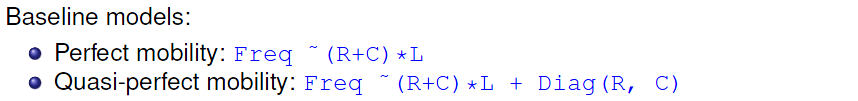 Baseline models:
Perfect mobility: Freq ~(R+C)*L
Quasi-perfect mobility: Freq ~(R+C)*L + Diag(R, C)